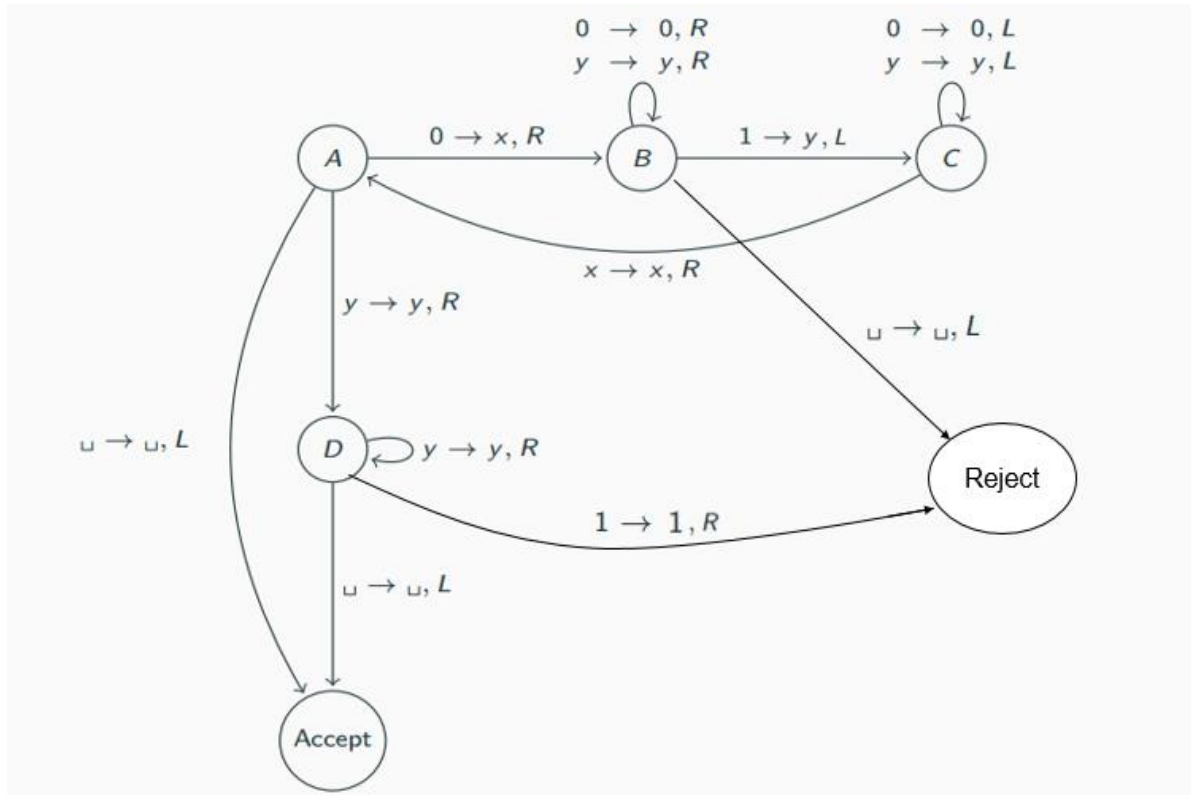 0 → 0, R
y → y, R
0 → 0, L
y → y, L
A
0 → x, R
B
1 → y, L
C
x → x, R
y → y, R
␣ → ␣, L
␣ → ␣, L
D
y → y, R
Reject
1 → 1, R
␣ → ␣, L
Accept